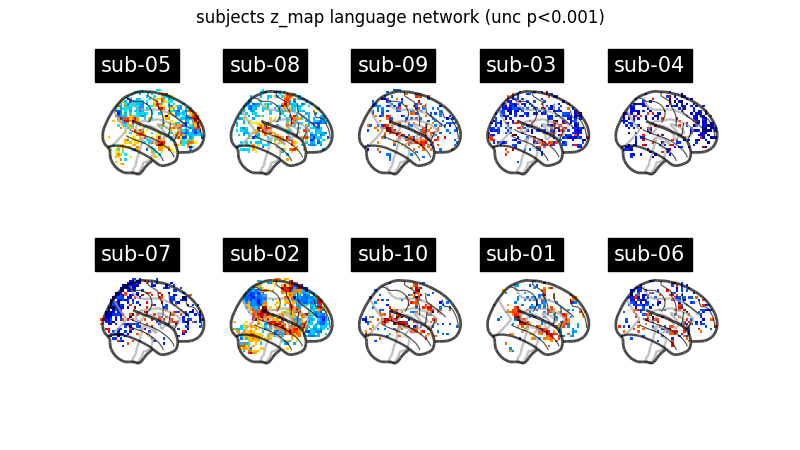 subjects z_map language network (unc p<0.001)
sub-05
sub-08
sub-09
sub-03
sub-04
sub-07
sub-02
sub-10
sub-01
sub-06